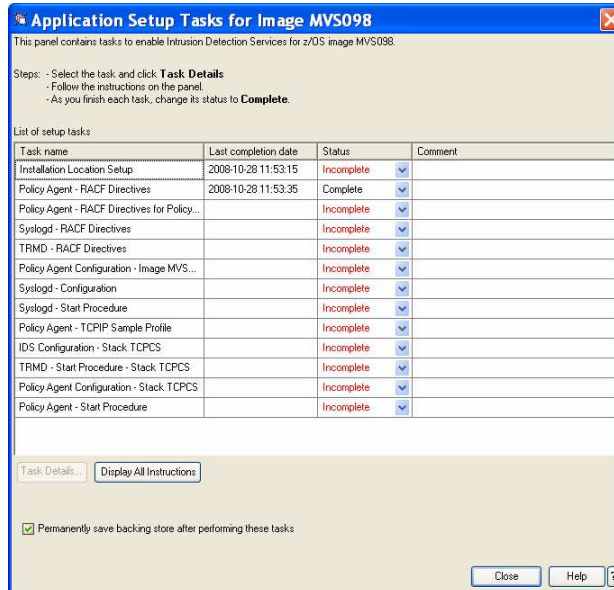 Application Setup Tasks for Image MVS098
This panel contains tasks to enable Intrusion Detection Services for z/OS image MVS098.
Steps: - Select the task and click Task Details
- Follow the instructions on the panel.
- As you finish each task, change its status to Complete.
List of setup tasks
Task name Last completion date Status Comment
Installation Location Setup 2008-10-28 11:53:15 Incomplete
Policy Agent - RACF Directives 2008-10-28 11:53:35 Complete
Policy Agent - RACF Directives for Policy... Incomplete
Syslogd - RACF Directives Incomplete
TRMD - RACF Directives Incomplete
Policy Agent Configuration - Image MVS... Incomplete
Syslogd - Configuration Incomplete
Syslogd - Start Procedure Incomplete
Policy Agent - TCPIP Sample Profile Incomplete
IDS Configuration - Stack TCPCS Incomplete
TRMD - Start Procedure - Stack TCPCS Incomplete
Policy Agent Configuration - Stack TCPCS Incomplete
Policy Agent - Start Procedure Incomplete
Task Details... Display All Instructions
Permanently save backing store after performing these tasks
Close Help ?